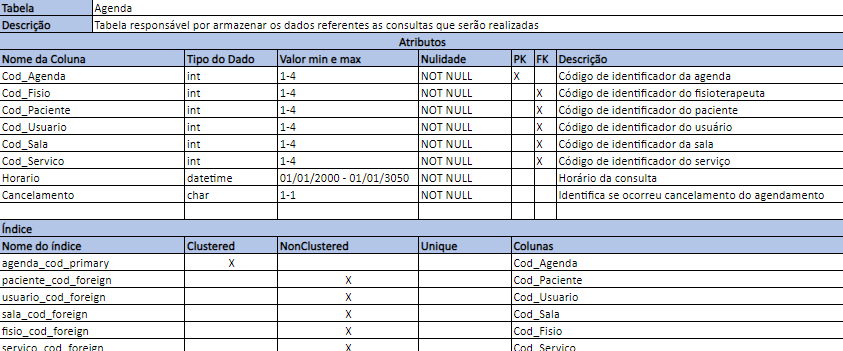 Tabela Agenda
Descrição Tabela responsável por armazenar os dados referentes as consultas que serão realizadas
Atributos
Nome da Coluna Tipo do Dado Valor min e max Nulidade PK FK Descrição
Cod_Agenda int 1-4 NOT NULL X Código de identificador da agenda
Cod_Fisio int 1-4 NOT NULL X Código de identificador do fisioterapeuta
Cod_Paciente int 1-4 NOT NULL X Código de identificador do paciente
Cod_Usuario int 1-4 NOT NULL X Código de identificador do usuário
Cod_Sala int 1-4 NOT NULL X Código de identificador da sala
Cod_Servico int 1-4 NOT NULL X Código de identificador do serviço
Horario datetime 01/01/2000 - 01/01/3050 NOT NULL Horário da consulta
Cancelamento char 1-1 NOT NULL Identifica se ocorreu cancelamento do agendamento
Índice
Nome do índice Clustered NonClustered Unique Colunas
agenda_cod_primary X Cod_Agenda
paciente_cod_foreign X Cod_Paciente
usuario_cod_foreign X Cod_Usuario
sala_cod_foreign X Cod_Sala
fisio_cod_foreign X Cod_Fisio
servico_cod_foreign X Cod_Servico